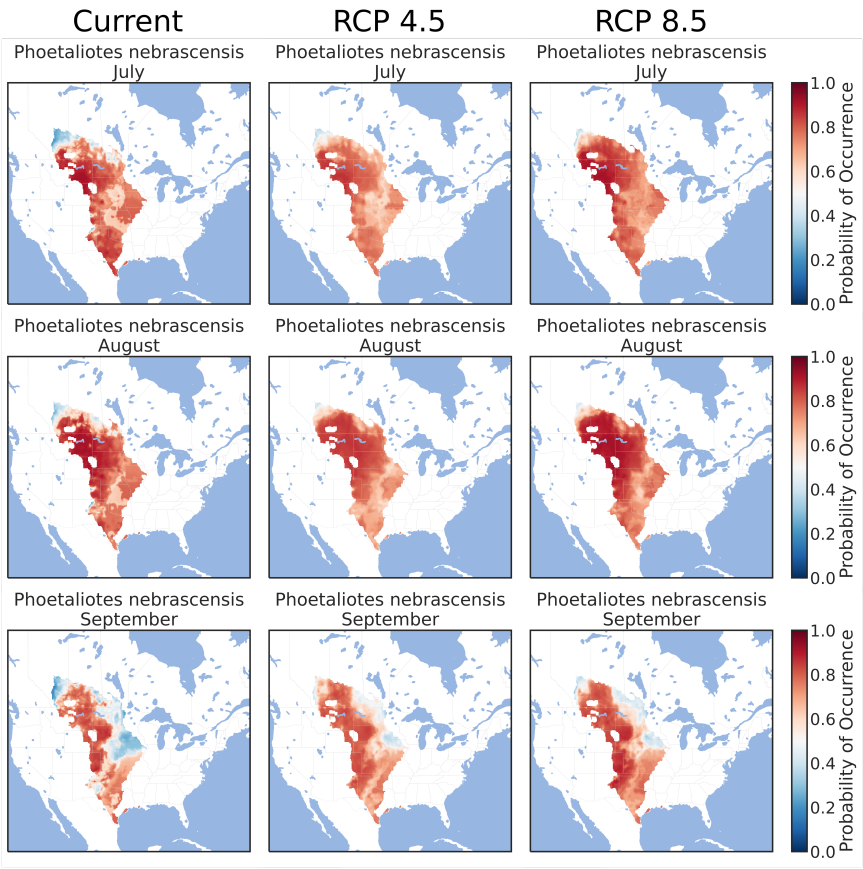 Current RCP 4.5 RCP 8.5
Phoetaliotes nebrascensis Phoetaliotes nebrascensis Phoetaliotes nebrascensis
July July July
1.0
0.8
0.6
0.4
0.2
0.0
Probability of Occurrence
Phoetaliotes nebrascensis Phoetaliotes nebrascensis Phoetaliotes nebrascensis
August August August
1.0
0.8
0.6
0.4
0.2
0.0
Probability of Occurrence
Phoetaliotes nebrascensis Phoetaliotes nebrascensis Phoetaliotes nebrascensis
September September September
1.0
0.8
0.6
0.4
0.2
0.0
Probability of Occurrence